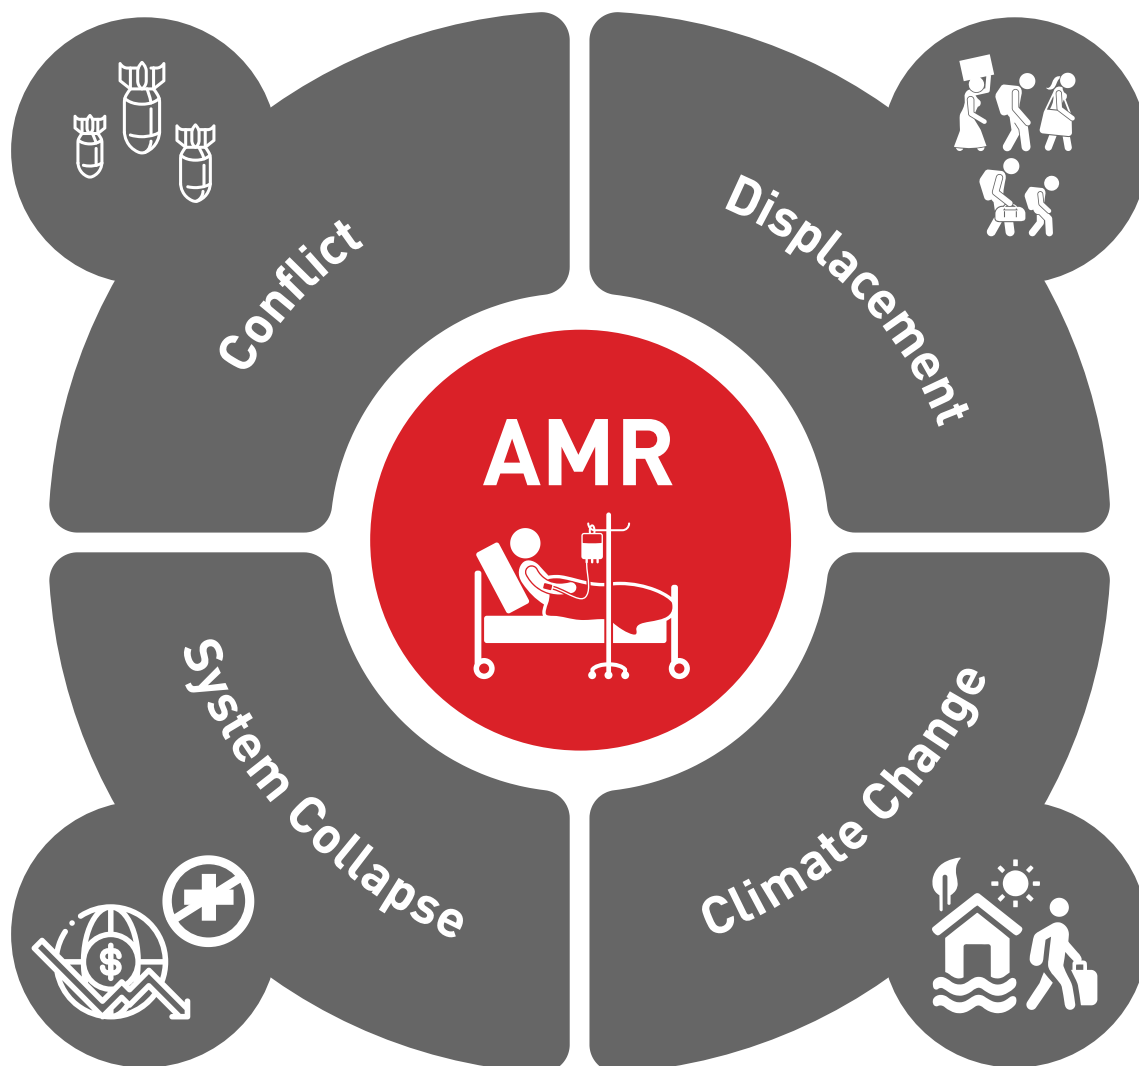 Conflict
Displacement
AMR
System Collapse
Climate Change
$